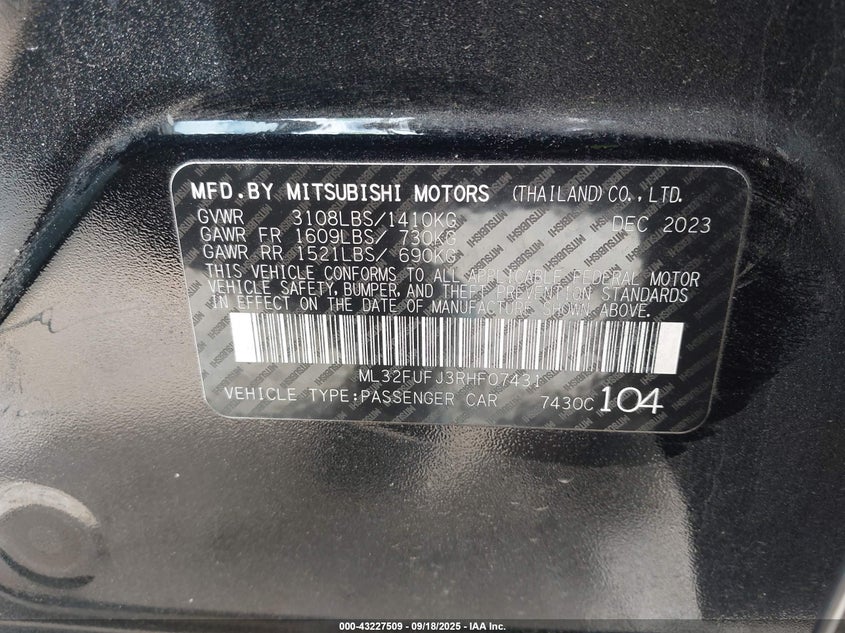 MFD. BY MITSUBISHI MOTORS (THAILAND) CO., LTD.
GVWR 3108LBS/1410KG DEC 2023
GAWR FR 1609LBS/ 730KG
GAWR RR 1521LBS/ 690KG
THIS VEHICLE CONFORMS TO ALL APPLICABLE FEDERAL MOTOR
VEHICLE SAFETY, BUMPER, AND THEFT PREVENTION STANDARDS
IN EFFECT ON THE DATE OF MANUFACTURE SHOWN ABOVE.
ML32FUFJ3RHF07431
VEHICLE TYPE:PASSENGER CAR 7430C 104
000-43227509 - 09/18/2025 - IAA Inc.